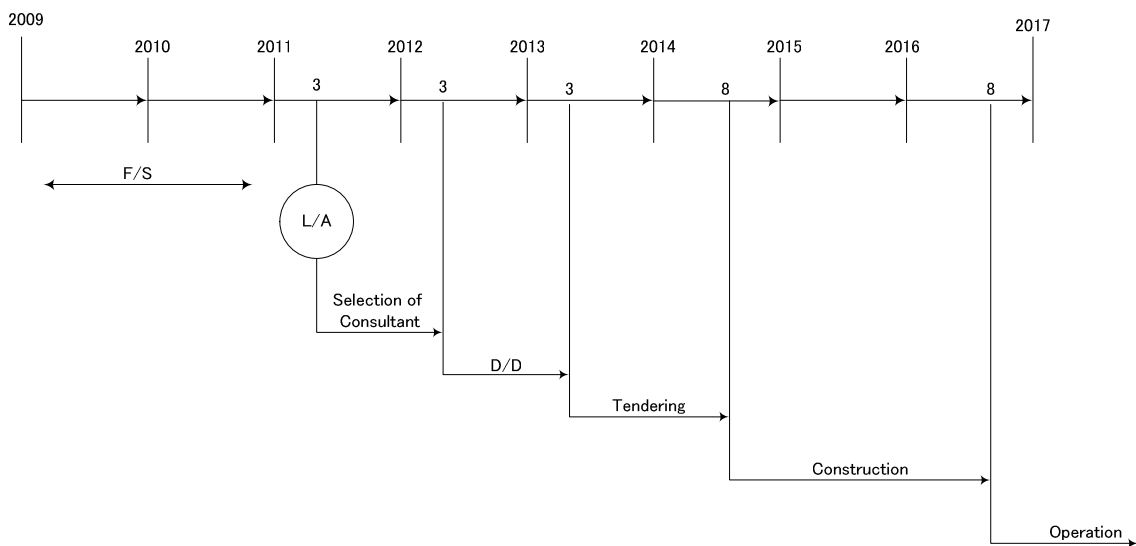 2009
2010
2011
2012
2013
2014
2015
2016
2017
3
3
3
8
8
F/S
L/A
Selection of
Consultant
D/D
Tendering
Construction
Operation